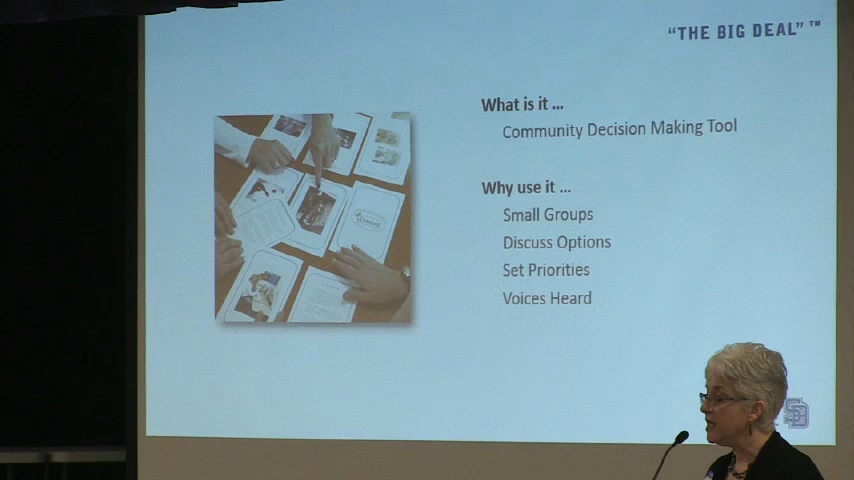 “THE BIG DEAL” ™
What is it ...
Community Decision Making Tool
Why use it ...
Small Groups
Discuss Options
Set Priorities
Voices Heard